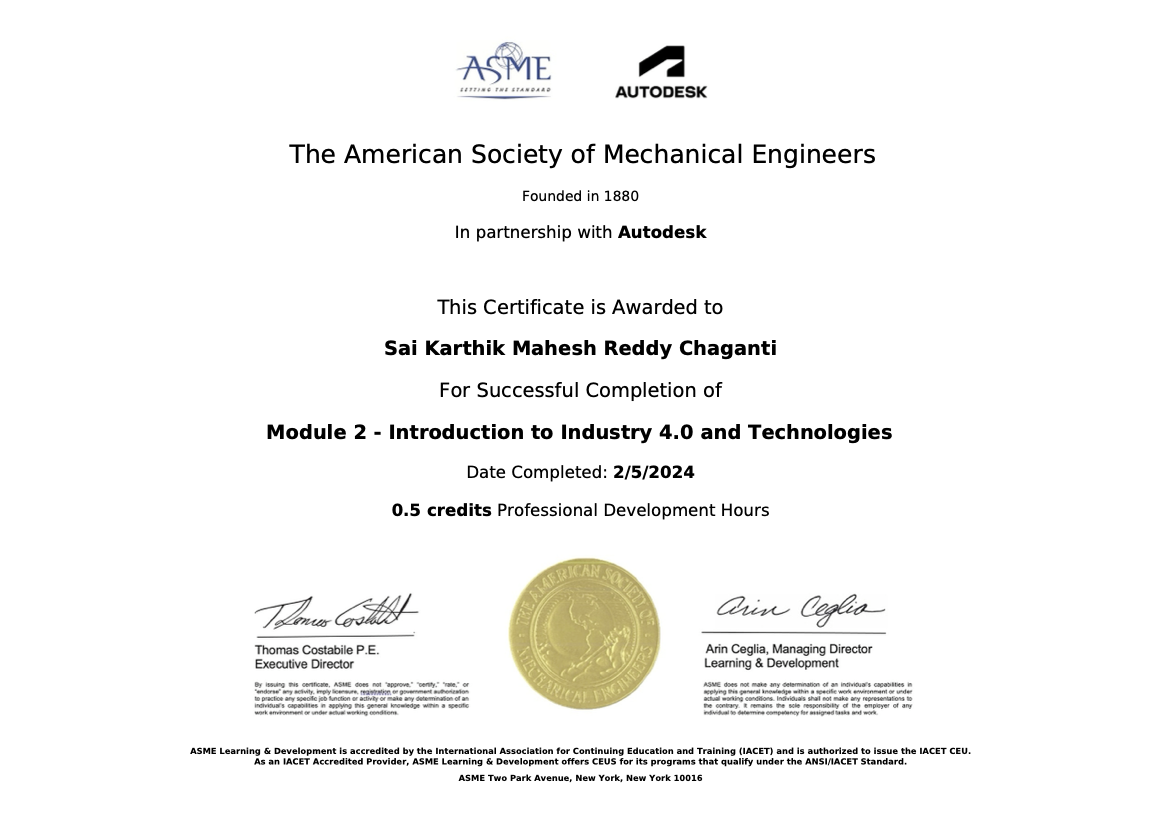 ASME
SETTING THE STANDARD
AUTODESK
The American Society of Mechanical Engineers
Founded in 1880
In partnership with Autodesk
This Certificate is Awarded to
Sai Karthik Mahesh Reddy Chaganti
For Successful Completion of
Module 2 - Introduction to Industry 4.0 and Technologies
Date Completed: 2/5/2024
0.5 credits Professional Development Hours
Thomas Costabile
Thomas Costabile P.E.
Executive Director
By issuing this certificate, ASME does not "approve," "certify," "rate," or
"endorse" any activity, imply licensure, registration or government authorization
to practice any specific job function or activity or make any determination of an
individual's capabilities in applying this general knowledge within a specific
work environment or under actual working conditions.
THE AMERICAN SOCIETY OF
MECHANICAL ENGINEERS
Arin Ceglia
Arin Ceglia, Managing Director
Learning & Development
ASME does not make any determination of an individual's capabilities in
applying this general knowledge within a specific work environment or under
actual working conditions. Individuals shall not make any representations to
the contrary. It remains the sole responsibility of the employer of any
individual to determine competency for assigned tasks and work.
ASME Learning & Development is accredited by the International Association for Continuing Education and Training (IACET) and is authorized to issue the IACET CEU.
As an IACET Accredited Provider, ASME Learning & Development offers CEUS for its programs that qualify under the ANSI/IACET Standard.
ASME Two Park Avenue, New York, New York 10016